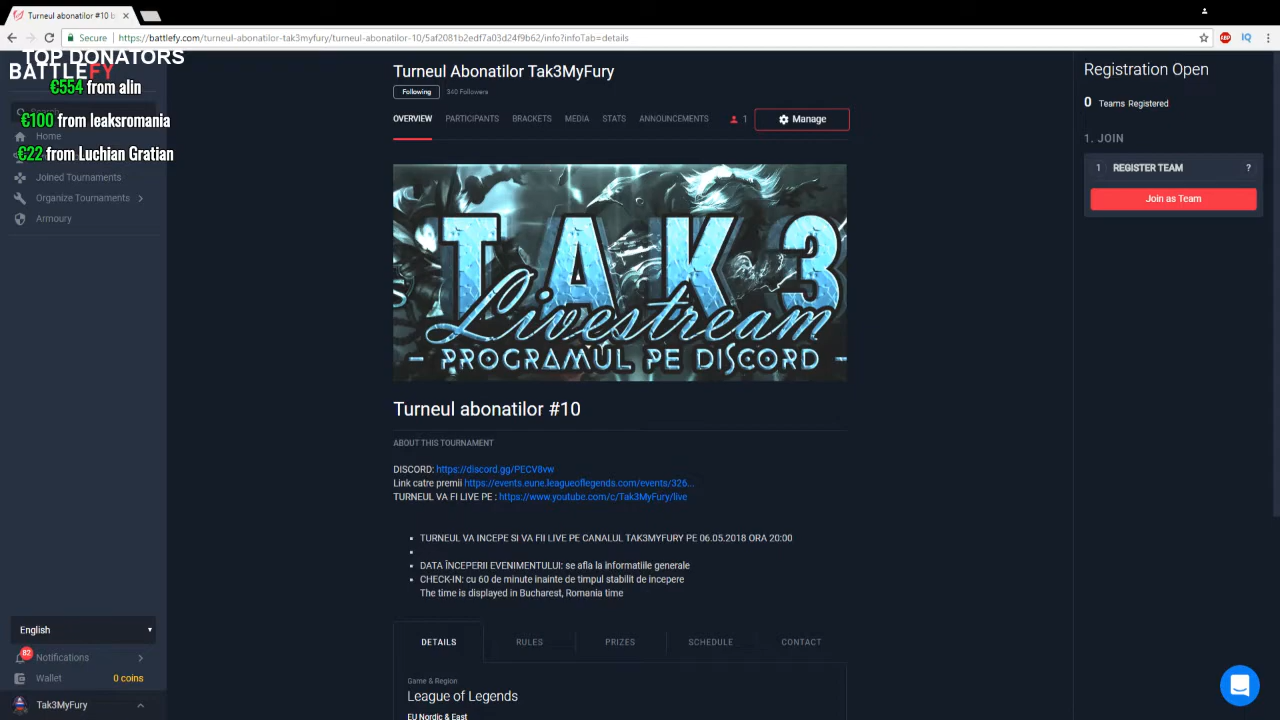 Turneul abonatilor #10 b
Secure
https://battlefy.com/turneul-abonatilor-tak3myfury/turneul-abonatilor-10/5af2081b2edf7a03d24f9b62/info?infoTab=details
TOP DONATORS
BATTLEFY
€554 from alin
€100 from leaksromania
€22 from Luchian Gratian
Search
Home
Joined Tournaments
Organize Tournaments
Armoury
English
82
Notifications
Wallet
0 coins
Tak3MyFury
Turneul Abonatilor Tak3MyFury
Following
340 Followers
OVERVIEW
PARTICIPANTS
BRACKETS
MEDIA
STATS
ANNOUNCEMENTS
1
Manage
TAK3
Livestream
- PROGRAMUL PE DISCORD -
Turneul abonatilor #10
ABOUT THIS TOURNAMENT
DISCORD: https://discord.gg/PECV8vw
Link catre premii https://events.eune.leagueoflegends.com/events/326...
TURNEUL VA FI LIVE PE : https://www.youtube.com/c/Tak3MyFury/live
TURNEUL VA INCEPE SI VA FII LIVE PE CANALUL TAK3MYFURY PE 06.05.2018 ORA 20:00
DATA ÎNCEPERII EVENIMENTULUI: se afla la informatiile generale
CHECK-IN: cu 60 de minute inainte de timpul stabilit de incepere
The time is displayed in Bucharest, Romania time
DETAILS
RULES
PRIZES
SCHEDULE
CONTACT
Game & Region
League of Legends
EU Nordic & East
Registration Open
0 Teams Registered
1. JOIN
1 REGISTER TEAM ?
Join as Team